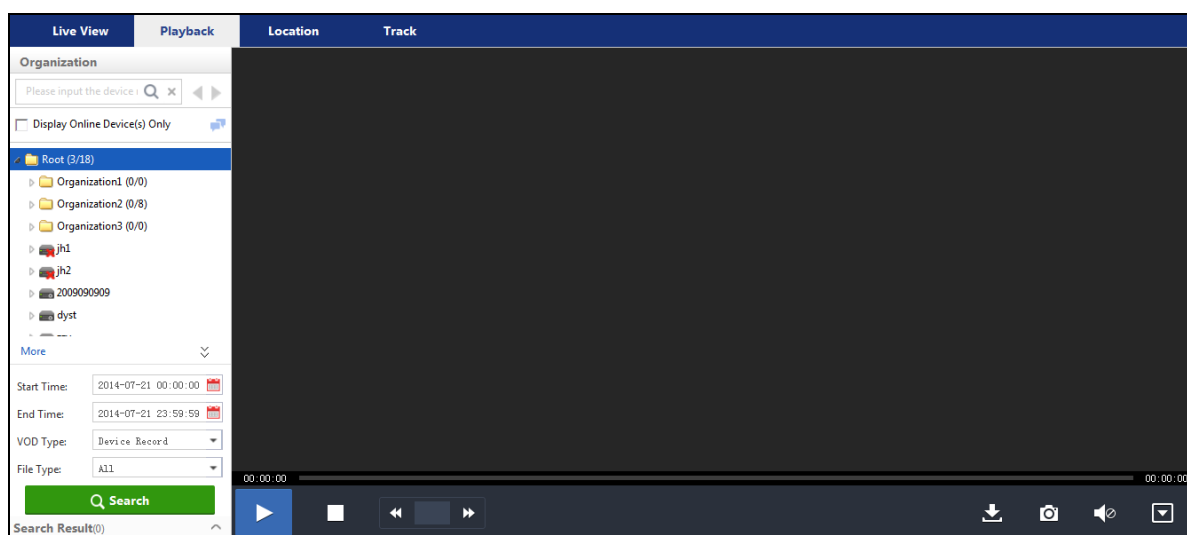 Live View Playback Location Track
Organization
Please input the device
Display Online Device(s) Only
Root (3/18)
Organization1 (0/0)
Organization2 (0/8)
Organization3 (0/0)
jh1
jh2
2009090909
dyst
More
Start Time: 2014-07-21 00:00:00
End Time: 2014-07-21 23:59:59
VOD Type: Device Record
File Type: All
Search
Search Result(0)
00:00:00 00:00:00